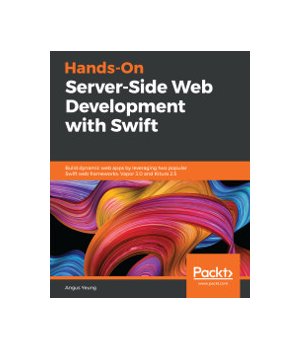 Hands-On
Server-Side Web
Development
with Swift
Build dynamic web apps by leveraging two popular
Swift web frameworks: Vapor 3.0 and Kitura 2.5
Packt>
www.packt.com
Angus Yeung